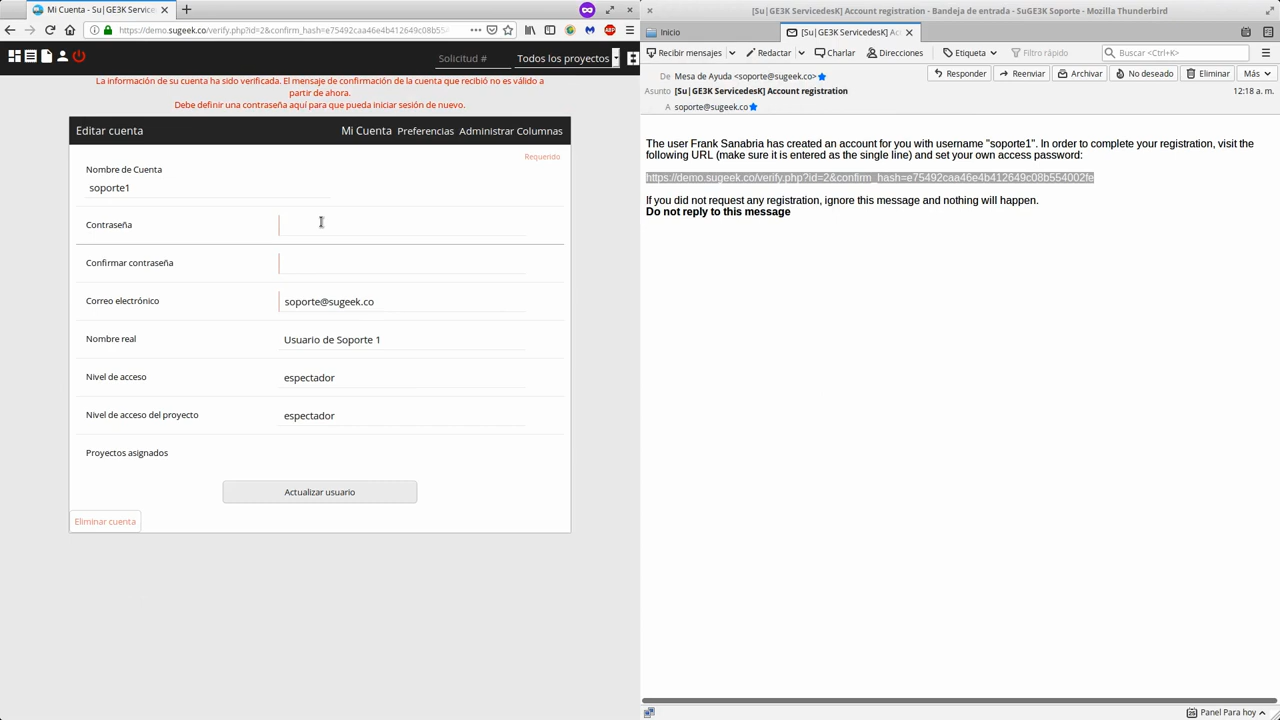 Mi Cuenta - Su|GE3K Service
https://demo.sugeek.co/verify.php?id=2&confirm_hash=e75492caa46e4b412649c08b55
Solicitud #
Todos los proyectos
La información de su cuenta ha sido verificada. El mensaje de confirmación de la cuenta que recibió no es válido a
partir de ahora.
Debe definir una contraseña aquí para que pueda iniciar sesión de nuevo.
Editar cuenta
Mi Cuenta Preferencias Administrar Columnas
Requerido
Nombre de Cuenta
soporte1
Contraseña
Confirmar contraseña
Correo electrónico
soporte@sugeek.co
Nombre real
Usuario de Soporte 1
Nivel de acceso
espectador
Nivel de acceso del proyecto
espectador
Proyectos asignados
Actualizar usuario
Eliminar cuenta
[Su|GE3K ServicedesK] Account registration - Bandeja de entrada - SuGEEK Soporte - Mozilla Thunderbird
Inicio
[Su|GE3K ServicedesK] Acc
Recibir mensajes
Redactar
Charlar
Direcciones
Etiqueta
Filtro rápido
Buscar <Ctrl+K>
De Mesa de Ayuda <soporte@sugeek.co>
Responder
Reenviar
Archivar
No deseado
Eliminar
Más
Asunto [Su|GE3K ServicedesK] Account registration
12:18 a. m.
A soporte@sugeek.co
The user Frank Sanabria has created an account for you with username "soporte1". In order to complete your registration, visit the
following URL (make sure it is entered as the single line) and set your own access password:
https://demo.sugeek.co/verify.php?id=2&confirm_hash=e75492caa46e4b412649c08b554002fe
If you did not request any registration, ignore this message and nothing will happen.
Do not reply to this message
Panel Para hoy